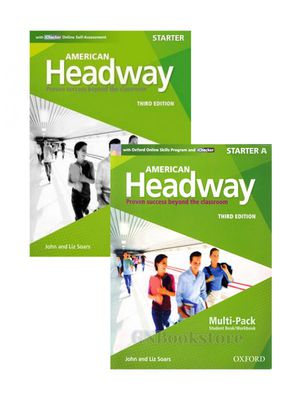 with iChecker Online Self-Assessment
STARTER
AMERICAN
Headway
Proven success beyond the classroom
THIRD EDITION
John and Liz Soars
with Oxford Online Skills Program and iChecker
STARTER A
AMERICAN
Headway
Proven success beyond the classroom
THIRD EDITION
Multi-Pack
Student Book/Workbook
John and Liz Soars
OXFORD